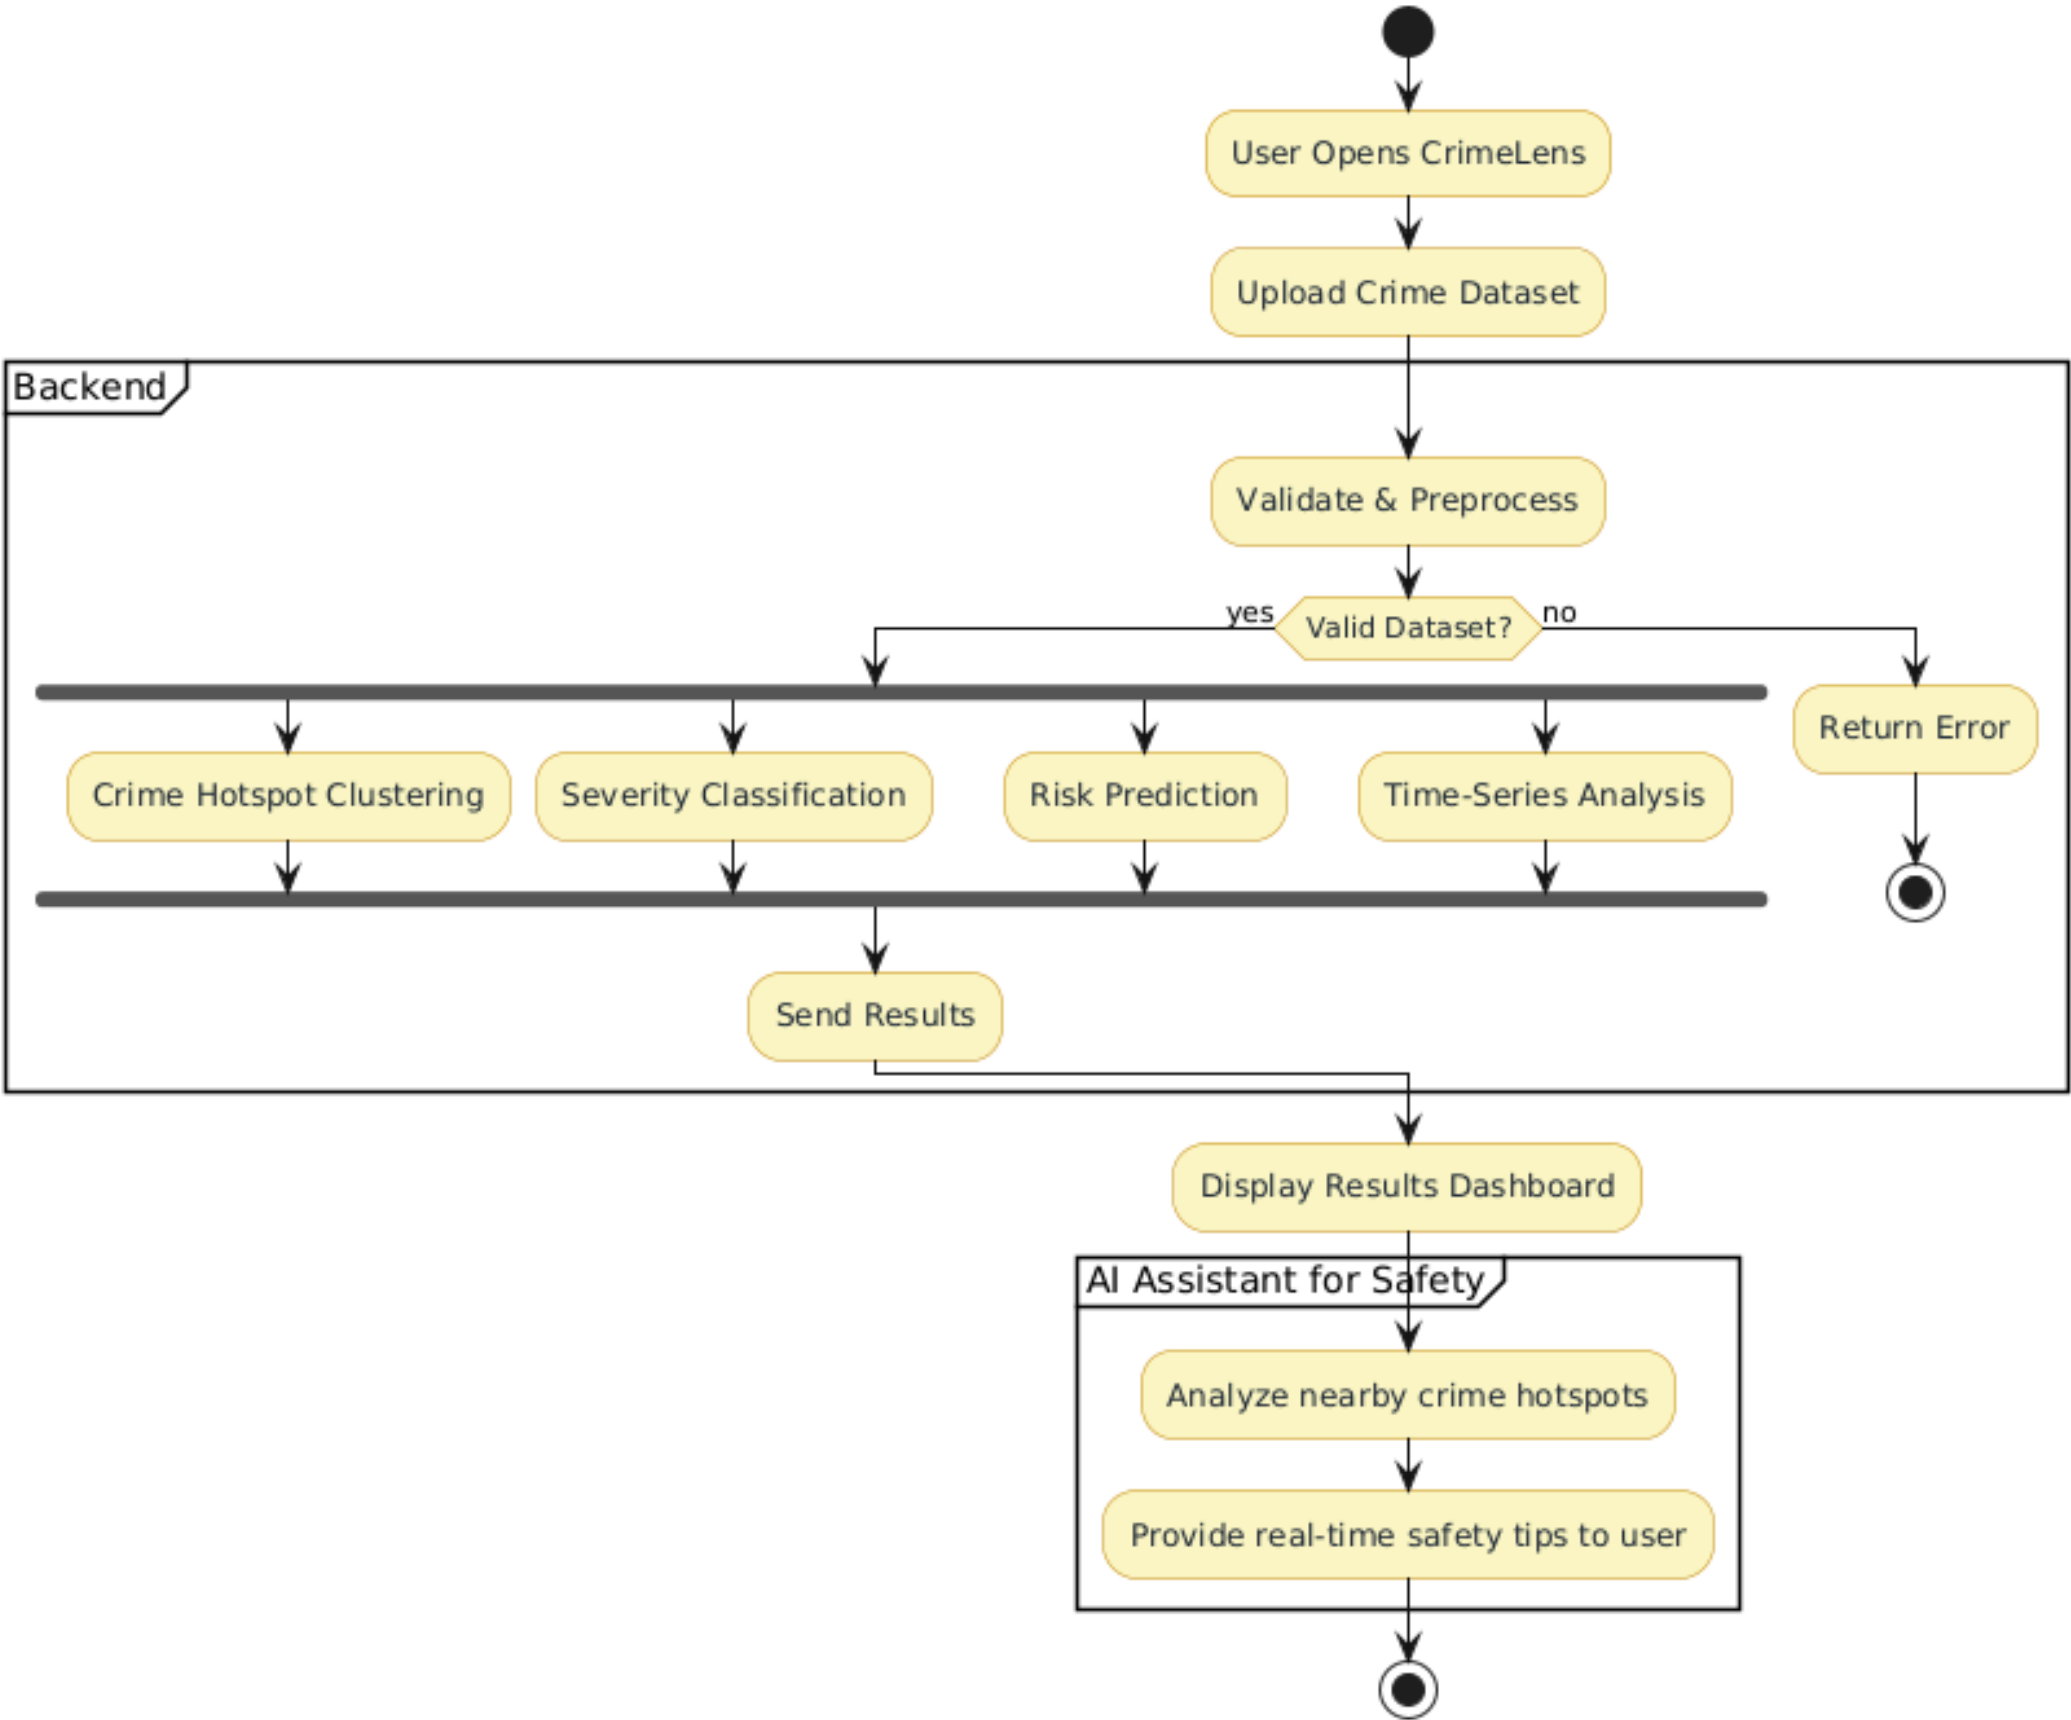 User Opens CrimeLens
Upload Crime Dataset
Backend
Validate & Preprocess
yes
Valid Dataset?
no
Return Error
Crime Hotspot Clustering
Severity Classification
Risk Prediction
Time-Series Analysis
Send Results
Display Results Dashboard
AI Assistant for Safety
Analyze nearby crime hotspots
Provide real-time safety tips to user